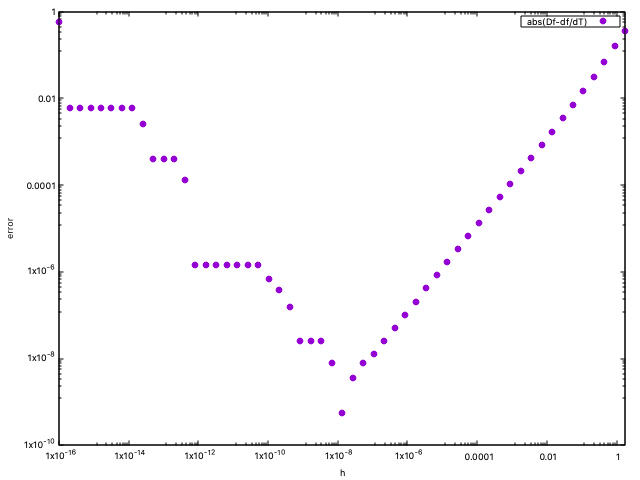 abs(Df-df/dT)
1
0.01
0.0001
1x10⁻⁶
1x10⁻⁸
1x10⁻¹⁰
error
1x10⁻¹⁶
1x10⁻¹⁴
1x10⁻¹²
1x10⁻¹⁰
1x10⁻⁸
1x10⁻⁶
0.0001
0.01
1
h